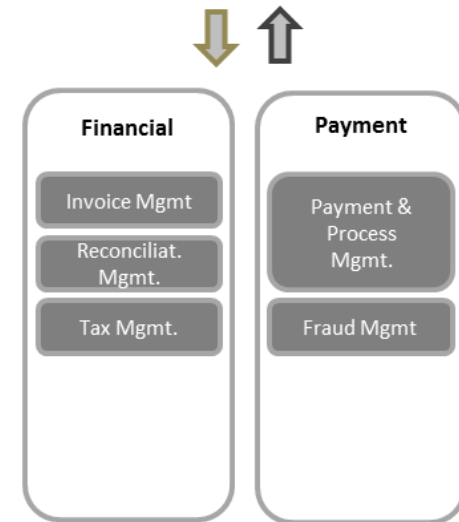 Financial
Invoice Mgmt
Reconciliat.
Mgmt.
Tax Mgmt.
Payment
Payment &
Process
Mgmt.
Fraud Mgmt